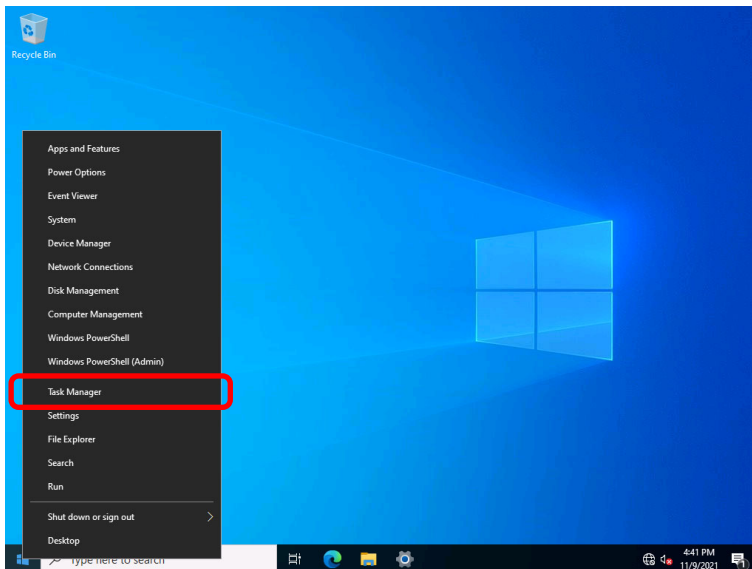 Recycle Bin
Apps and Features
Power Options
Event Viewer
System
Device Manager
Network Connections
Disk Management
Computer Management
Windows PowerShell
Windows PowerShell (Admin)
Task Manager
Settings
File Explorer
Search
Run
Shut down or sign out
Desktop
Type here to search
4:41 PM
11/9/2021
1